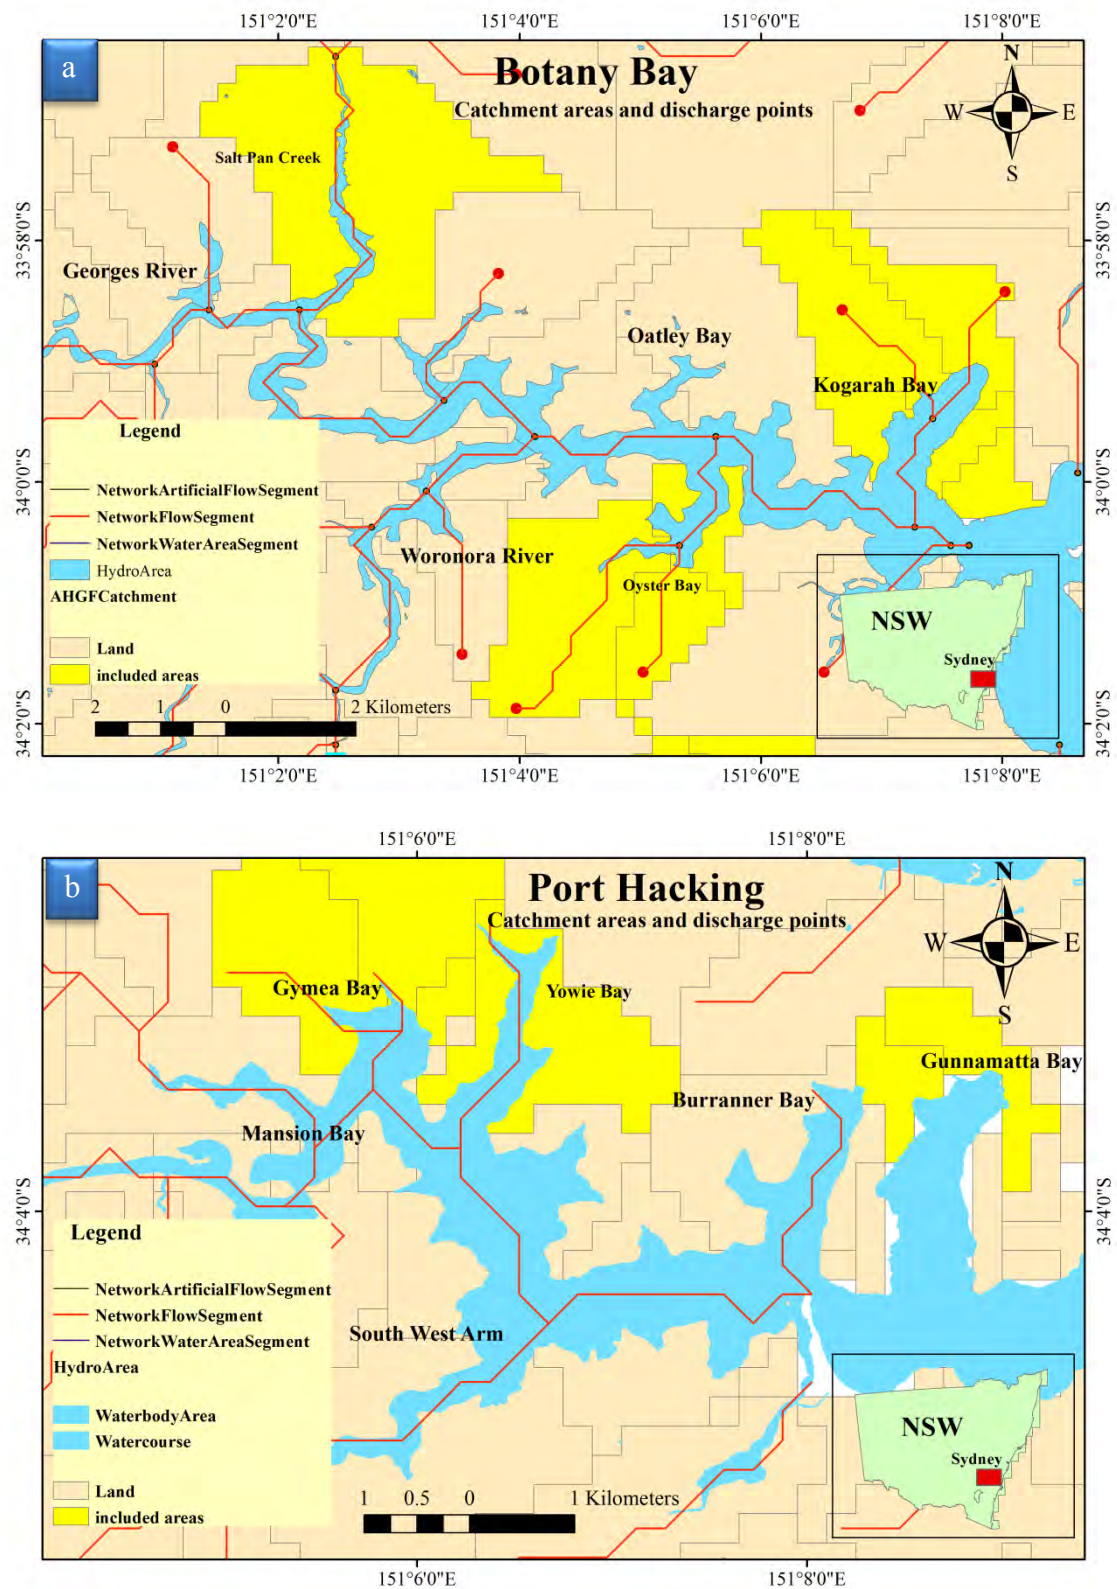 151°2'0"E
151°4'0"E
151°6'0"E
151°8'0"E
a
Botany Bay
Catchment areas and discharge points
N
W
E
S
Salt Pan Creek
33°58'0"S
33°58'0"S
Georges River
Oatley Bay
Kogarah Bay
Legend
NetworkArtificialFlowSegment
NetworkFlowSegment
NetworkWaterAreaSegment
HydroArea
AHGFCatchment
Land
included areas
34°0'0"S
34°0'0"S
Woronora River
Oyster Bay
NSW
Sydney
2 1 0 2 Kilometers
34°2'0"S
34°2'0"S
151°2'0"E
151°4'0"E
151°6'0"E
151°8'0"E
151°6'0"E
151°8'0"E
b
Port Hacking
Catchment areas and discharge points
N
W
E
S
Gymea Bay
Yowie Bay
Gunnamatta Bay
Burranner Bay
Mansion Bay
34°4'0"S
34°4'0"S
Legend
NetworkArtificialFlowSegment
NetworkFlowSegment
NetworkWaterAreaSegment
HydroArea
WaterbodyArea
Watercourse
Land
included areas
South West Arm
NSW
Sydney
1 0.5 0 1 Kilometers
151°6'0"E
151°8'0"E